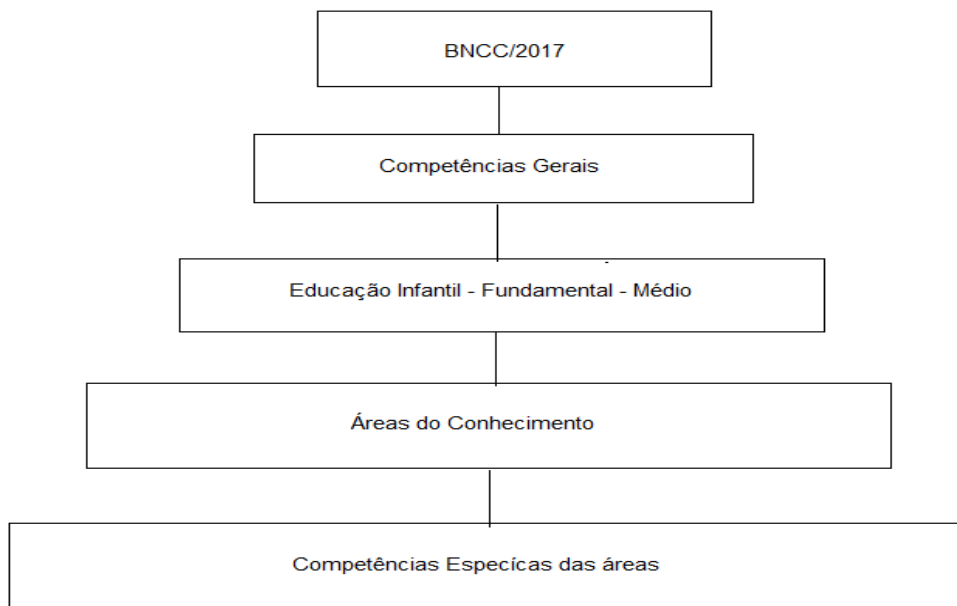 BNCC/2017
Competências Gerais
Educação Infantil - Fundamental - Médio
Áreas do Conhecimento
Competências Especícas das áreas